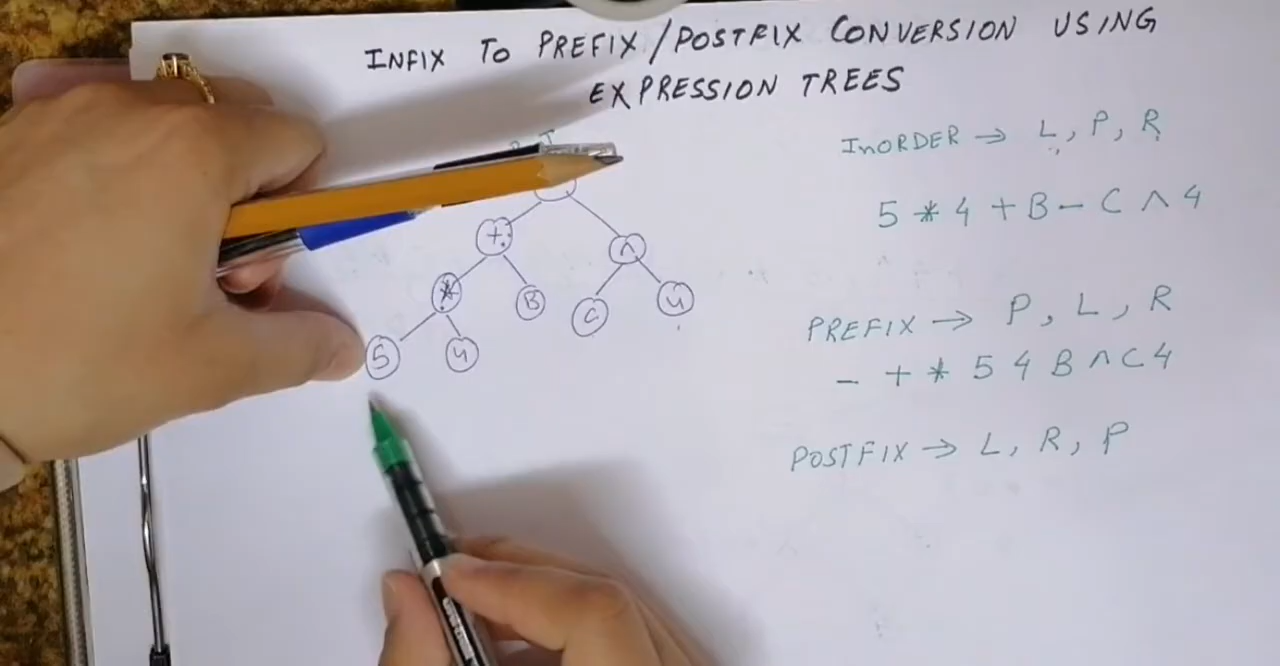 INFIX TO PREFIX/POSTFIX CONVERSION USING
EXPRESSION TREES
InORDER → L, P, R
5 * 4 + B - C ^ 4
+
^
*
B
C
4
5
4
PREFIX → P, L, R
- + * 5 4 B ^ C 4
POSTFIX → L, R, P